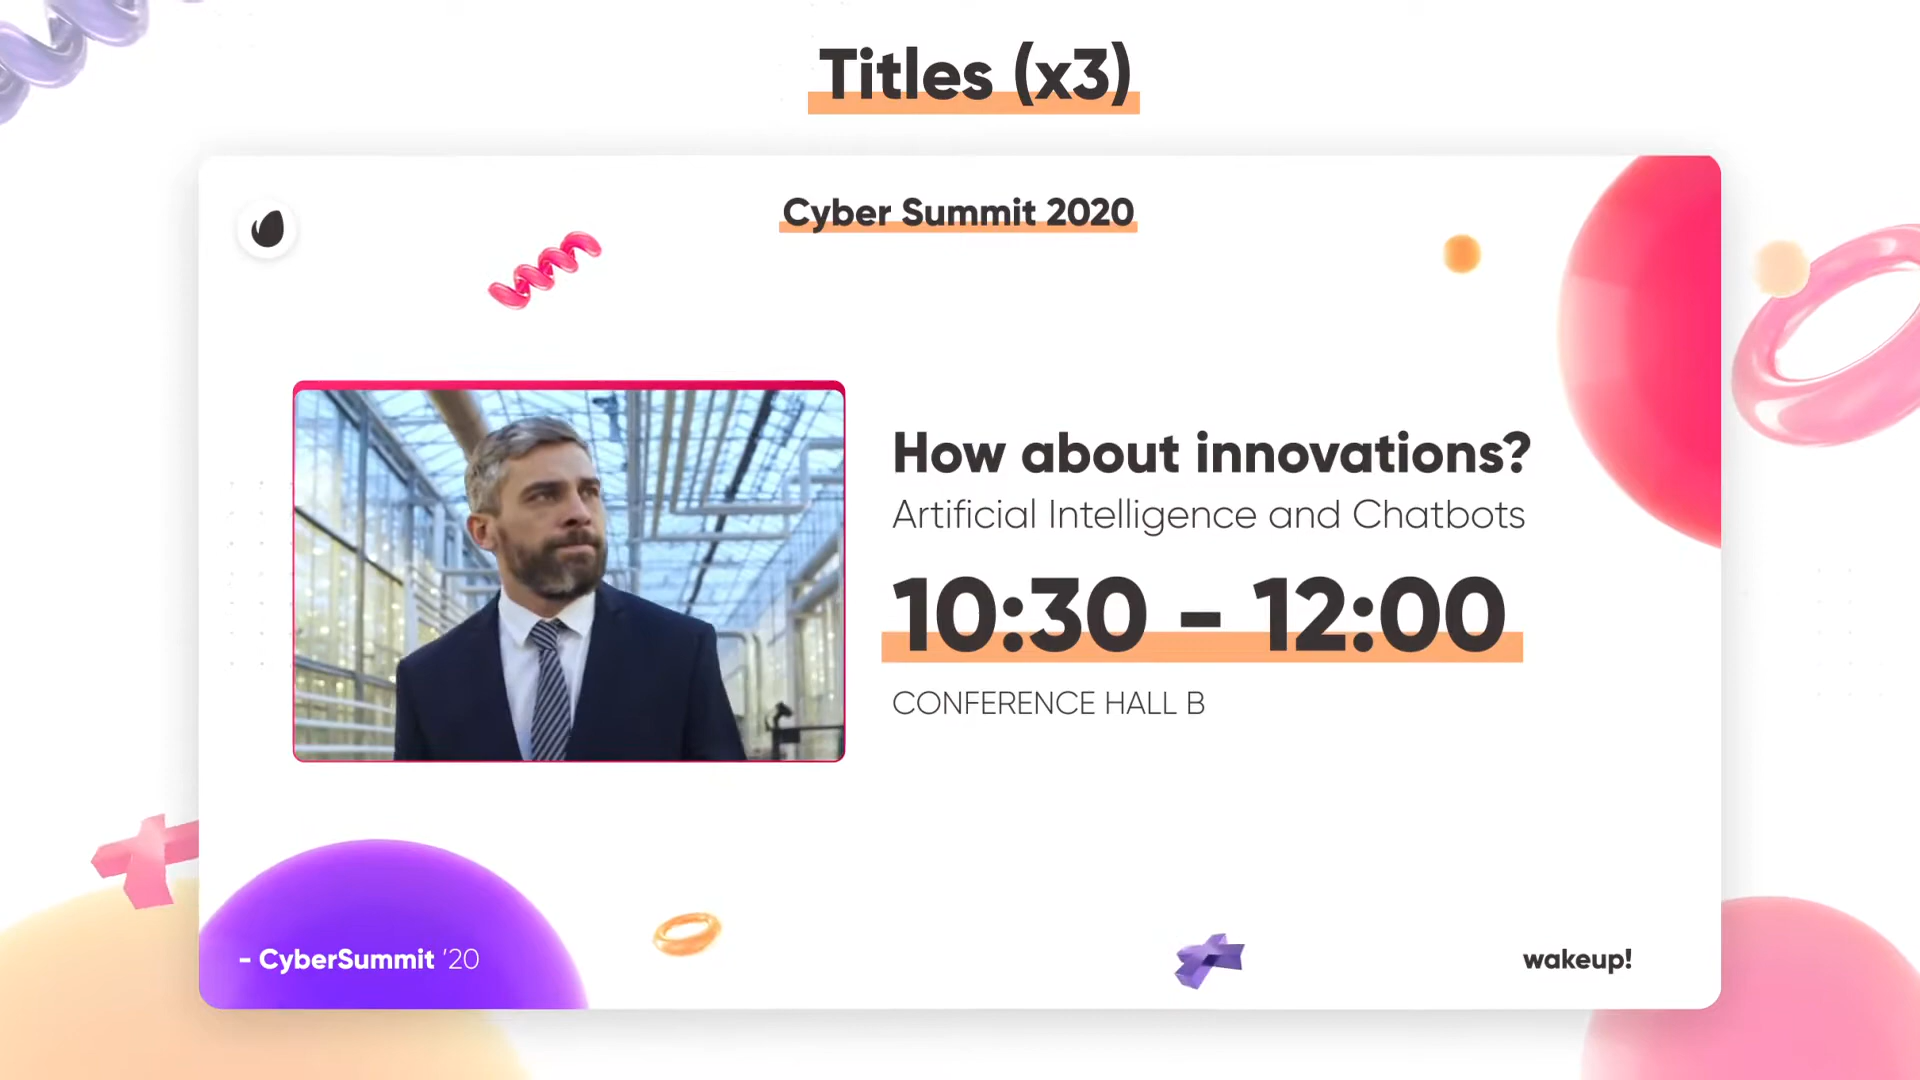 Titles (x3)
Cyber Summit 2020
How about innovations?
Artificial Intelligence and Chatbots
10:30 - 12:00
CONFERENCE HALL B
- CyberSummit '20
wakeup!